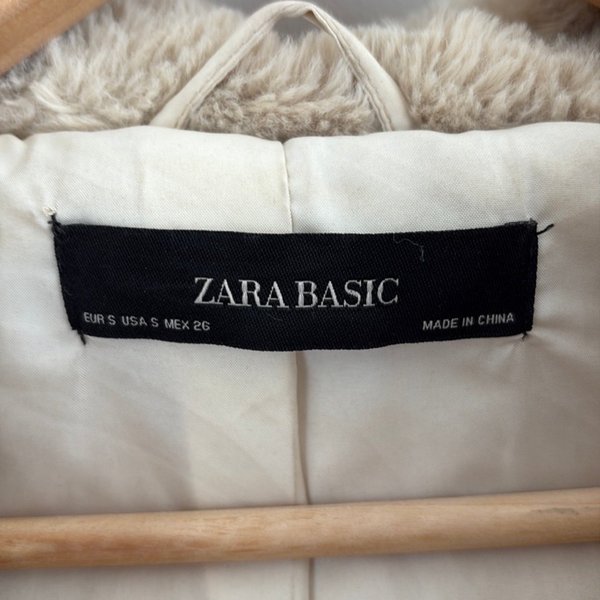 ZARA BASIC
EUR S USA S MEX 26
MADE IN CHINA